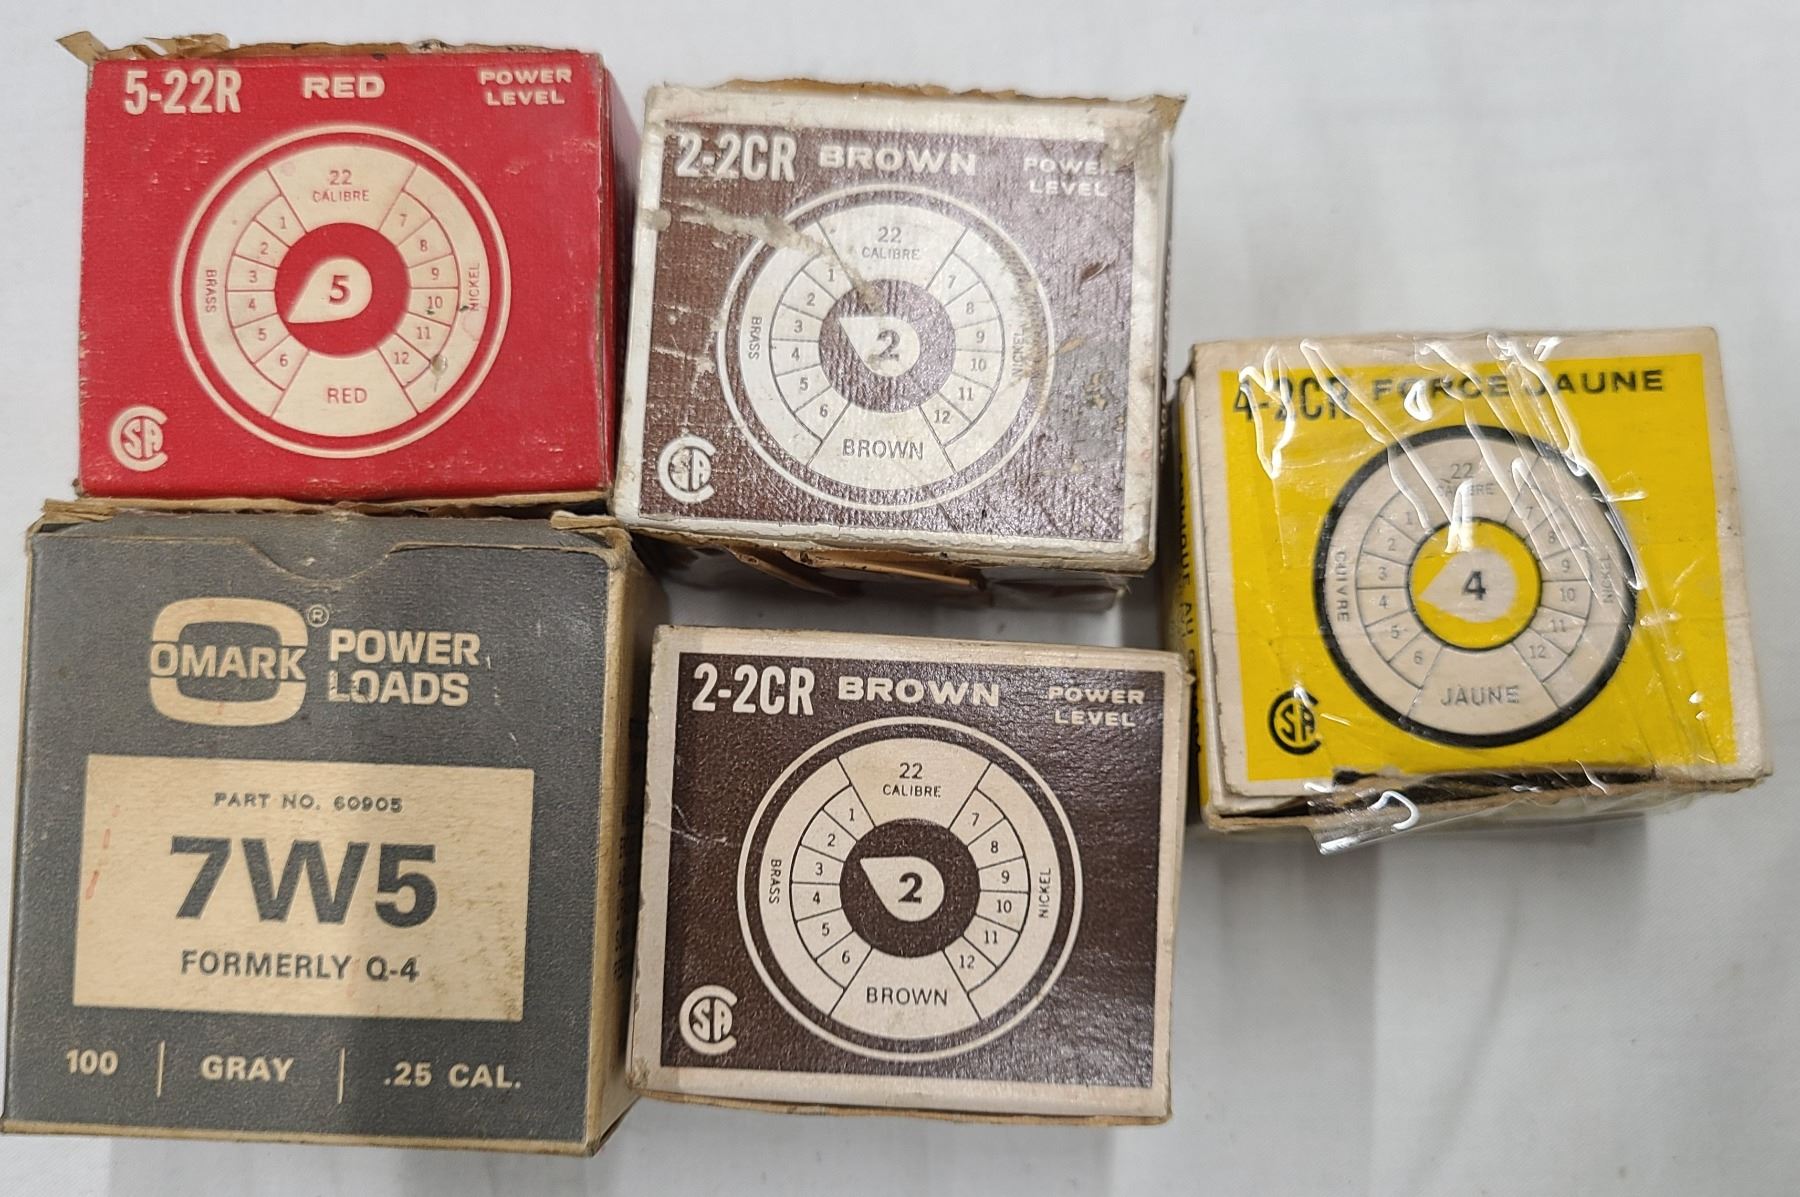 5-22R RED POWER LEVEL
22
CALIBRE
1 7
2 8
3 9
4 10
5 11
6 12
BRASS
NICKEL
5
RED
CSA
2-2CR BROWN POWER LEVEL
22
CALIBRE
1 7
2 8
3 9
4 10
5 11
6 12
BRASS
NICKEL
2
BROWN
CSA
4-2CR FORCE JAUNE
22
CALIBRE
1 7
2 8
3 9
4 10
5 11
6 12
CUIVRE
NICKEL
4
JAUNE
CSA
OMARK ® POWER
LOADS
PART NO. 60905
7W5
FORMERLY Q-4
100 | GRAY | .25 CAL.
2-2CR BROWN POWER LEVEL
22
CALIBRE
1 7
2 8
3 9
4 10
5 11
6 12
BRASS
NICKEL
2
BROWN
CSA